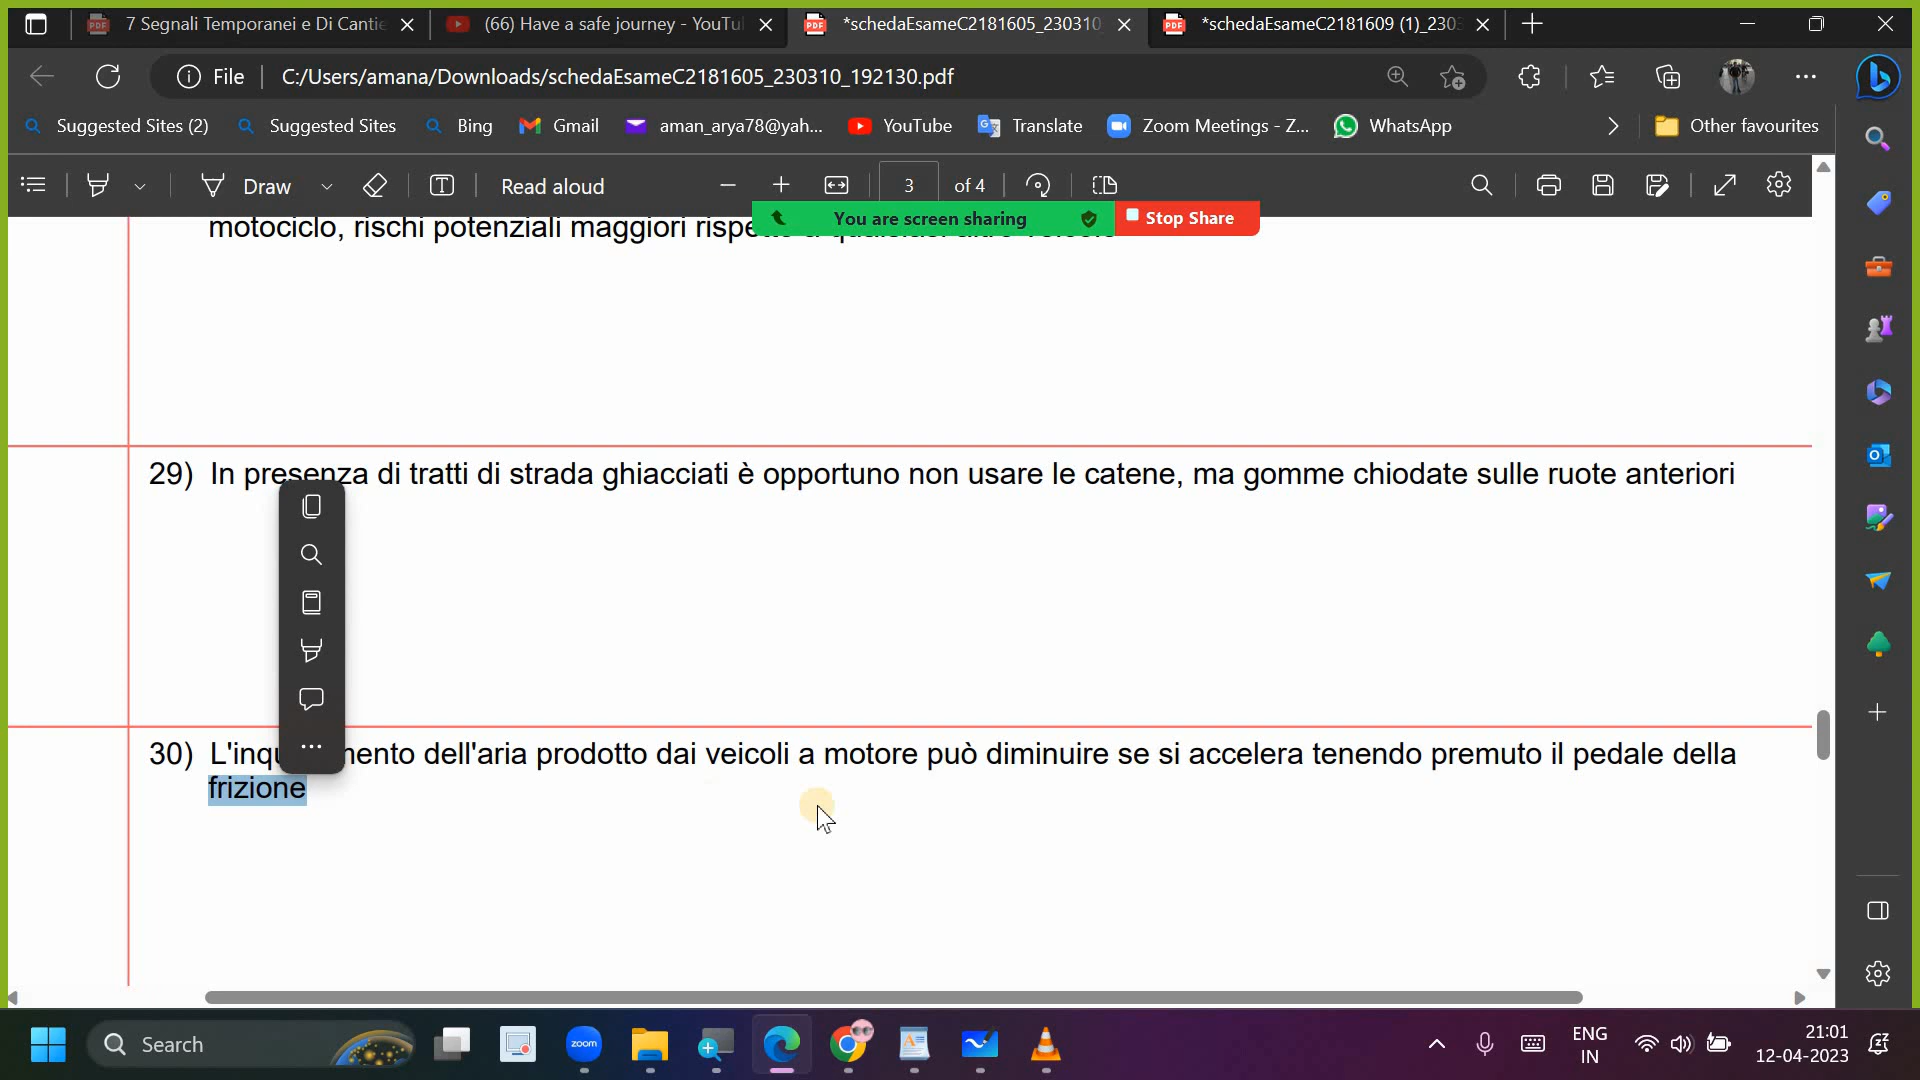 7 Segnali Temporanei e Di Cantie
(66) Have a safe journey - YouTu
*schedaEsameC2181605_230310
*schedaEsameC2181609 (1)_230
File
C:/Users/amana/Downloads/schedaEsameC2181605_230310_192130.pdf
Suggested Sites (2)
Suggested Sites
Bing
Gmail
aman_arya78@yah...
YouTube
Translate
Zoom Meetings - Z...
WhatsApp
Other favourites
Draw
Read aloud
3
of 4
You are screen sharing
Stop Share
motociclo, rischi potenziali maggiori
29) In presenza di tratti di strada ghiacciati è opportuno non usare le catene, ma gomme chiodate sulle ruote anteriori
30) L'inq mento dell'aria prodotto dai veicoli a motore può diminuire se si accelera tenendo premuto il pedale della
frizione
Search
zoom
ENG
IN
21:01
12-04-2023